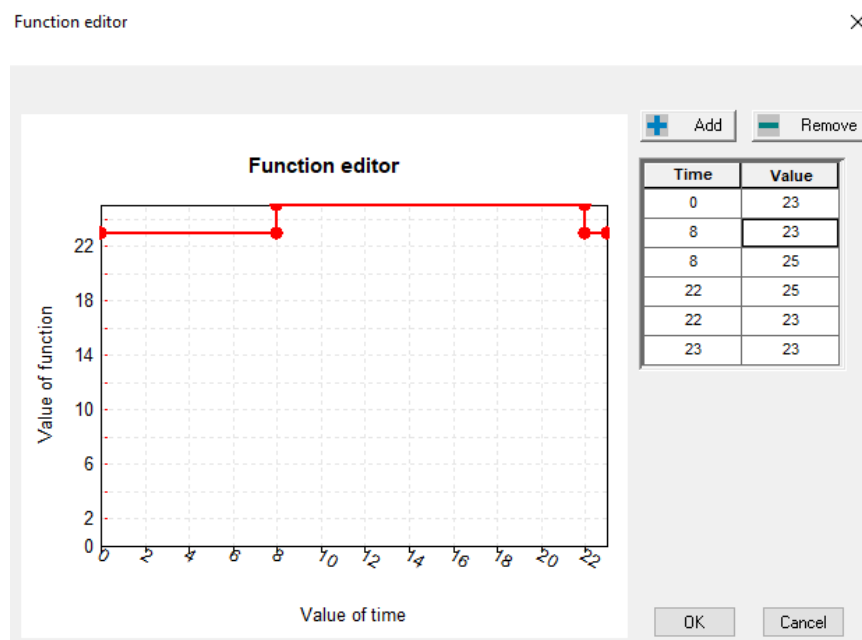 Function editor
Add Remove
Function editor
Time Value
0 23
8 23
8 25
22 25
22 23
23 23
Value of function
22
18
14
10
6
2
0
0 2 4 6 8 10 12 14 16 18 20 22
Value of time
OK Cancel